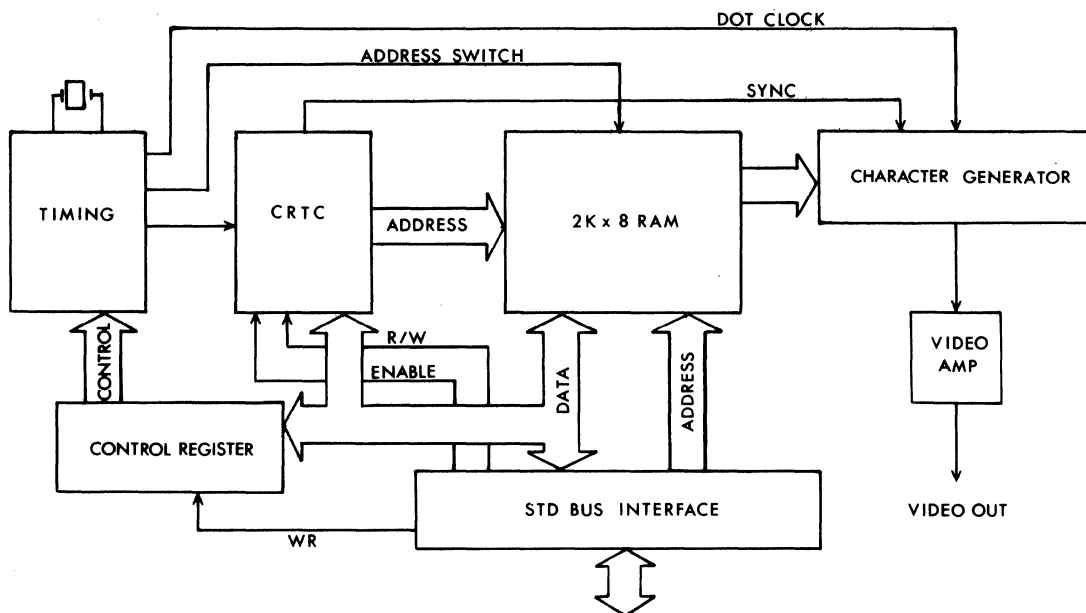 DOT CLOCK
ADDRESS SWITCH
SYNC
TIMING
CRTC
ADDRESS
2K x 8 RAM
CHARACTER GENERATOR
CONTROL
R/W
ENABLE
DATA
ADDRESS
VIDEO
AMP
CONTROL REGISTER
STD BUS INTERFACE
VIDEO OUT
WR